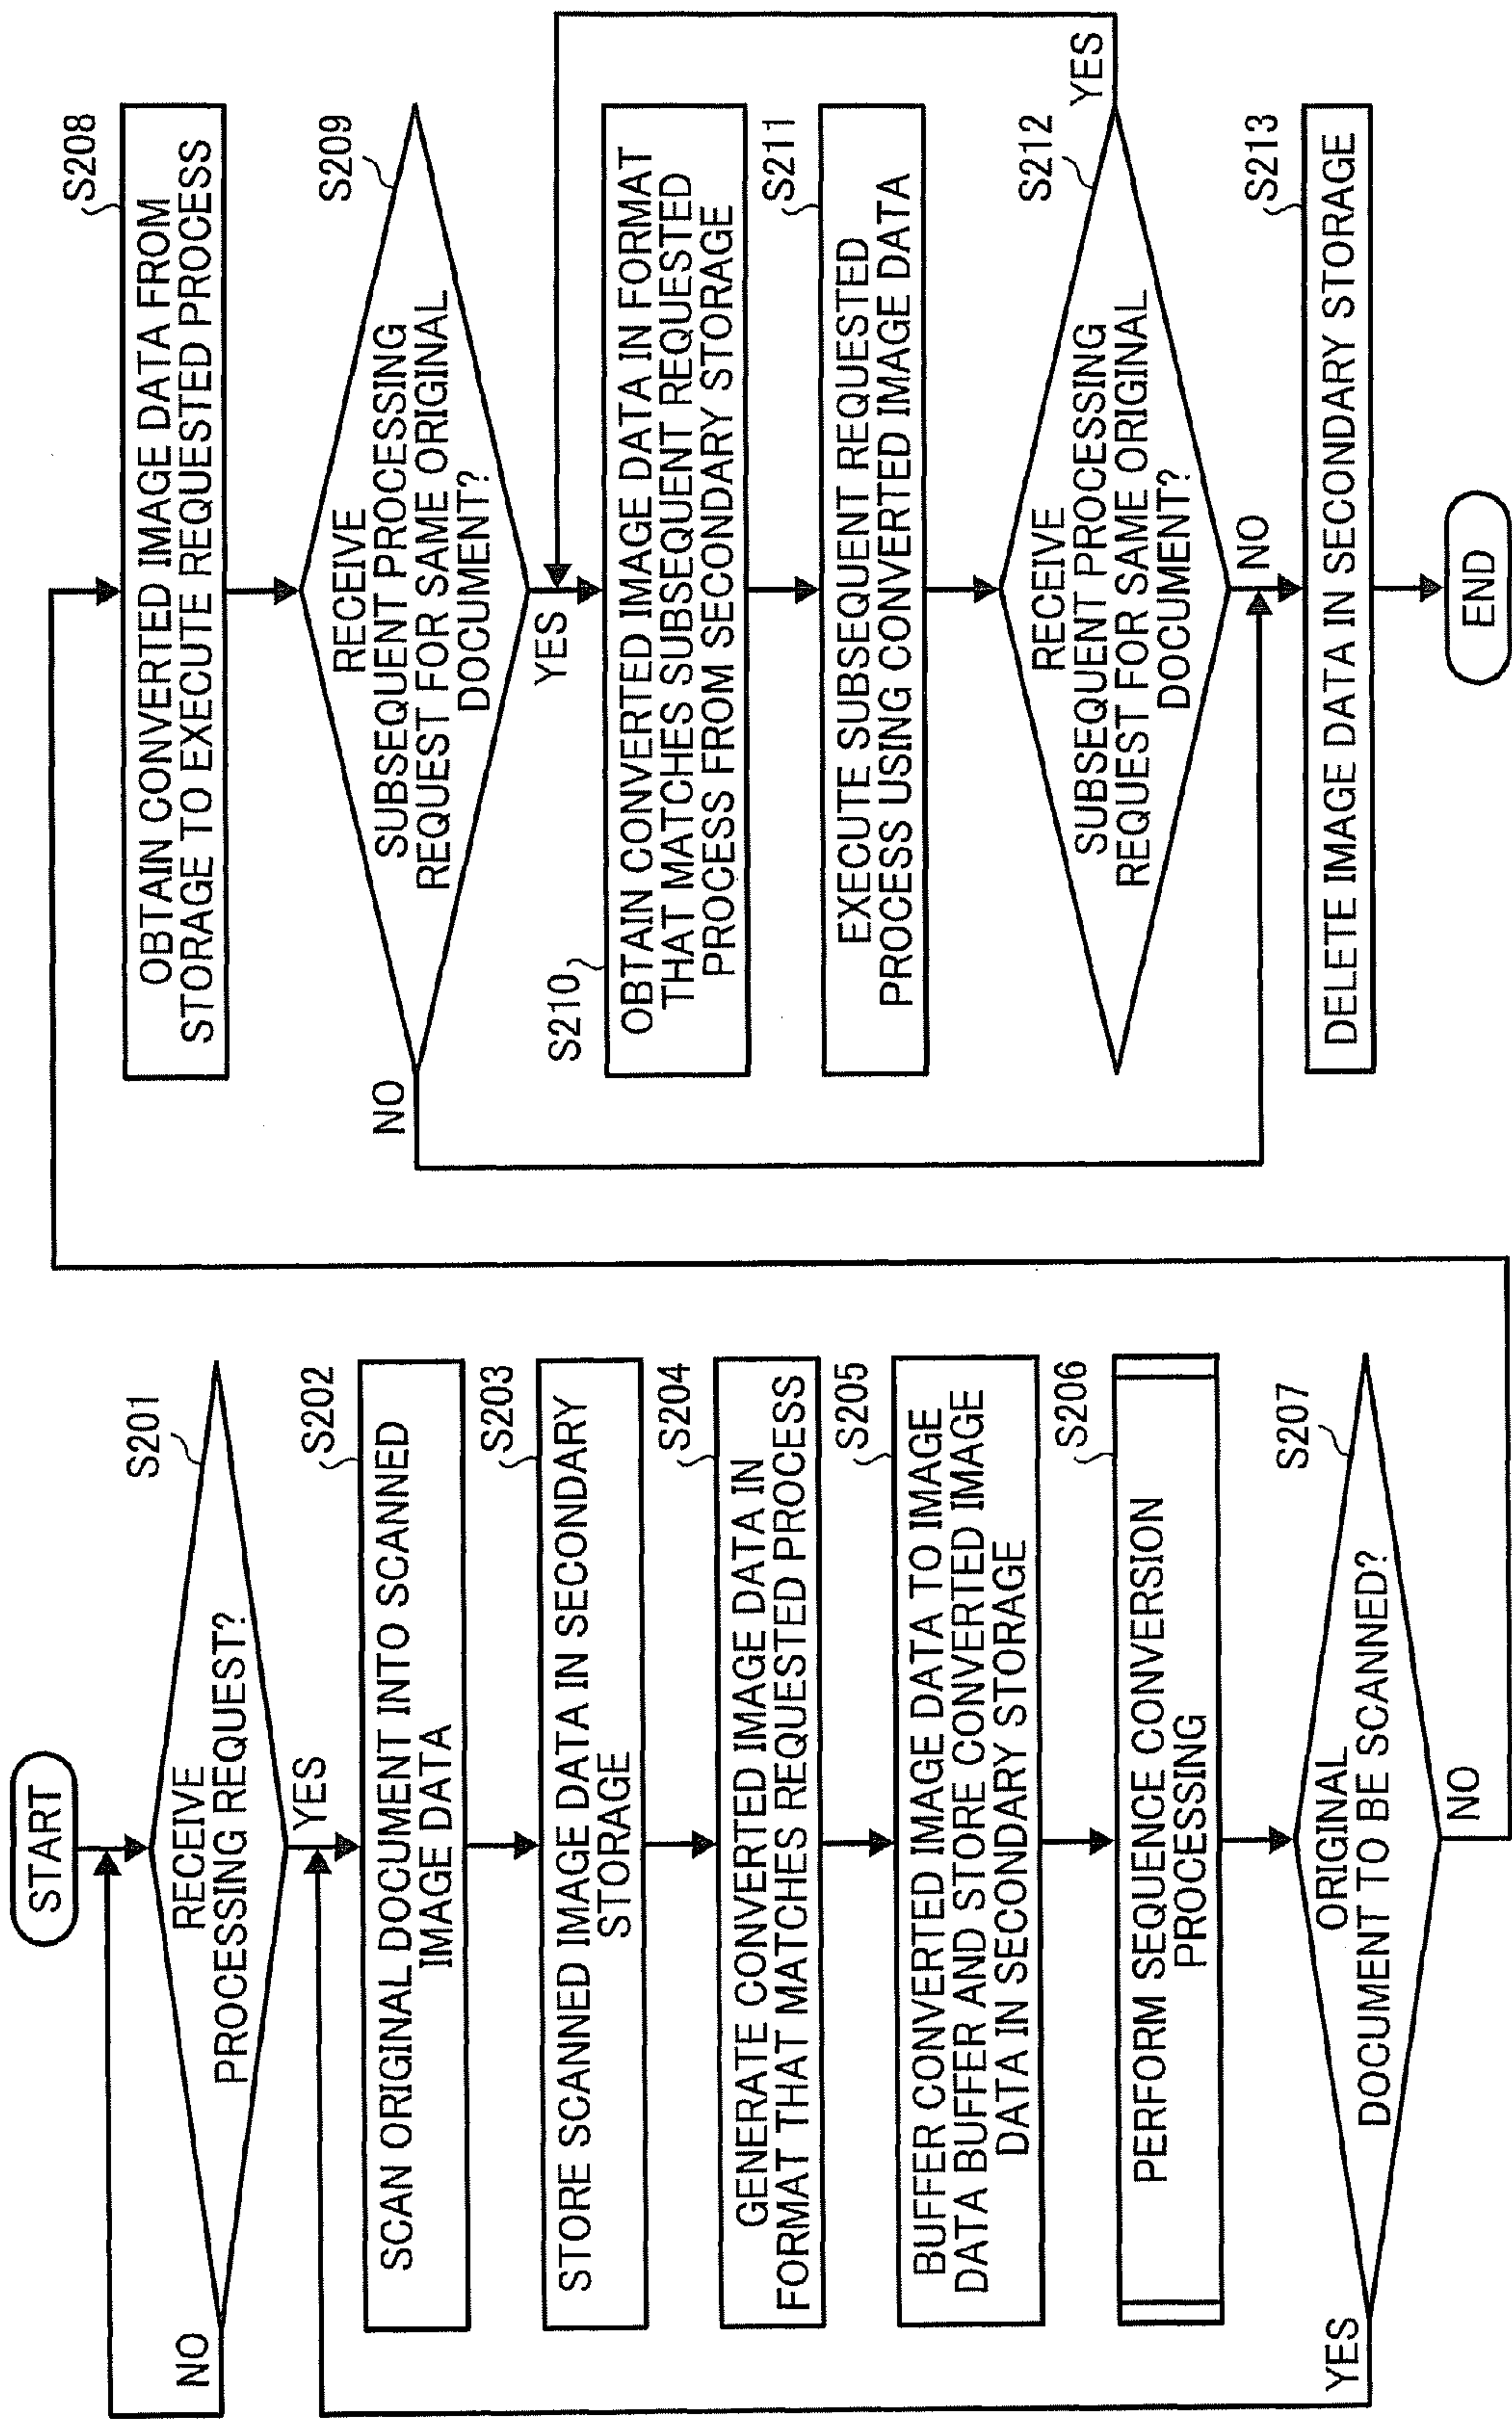 START
S201
RECEIVE
PROCESSING REQUEST?
NO
YES
S202
SCAN ORIGINAL DOCUMENT INTO SCANNED
IMAGE DATA
S203
STORE SCANNED IMAGE DATA IN SECONDARY
STORAGE
S204
GENERATE CONVERTED IMAGE DATA IN
FORMAT THAT MATCHES REQUESTED PROCESS
S205
BUFFER CONVERTED IMAGE DATA TO IMAGE
DATA BUFFER AND STORE CONVERTED IMAGE
DATA IN SECONDARY STORAGE
S206
PERFORM SEQUENCE CONVERSION
PROCESSING
S207
ORIGINAL
DOCUMENT TO BE SCANNED?
YES
NO
S208
OBTAIN CONVERTED IMAGE DATA FROM
STORAGE TO EXECUTE REQUESTED PROCESS
S209
RECEIVE
SUBSEQUENT PROCESSING
REQUEST FOR SAME ORIGINAL
DOCUMENT?
NO
YES
S210
OBTAIN CONVERTED IMAGE DATA IN FORMAT
THAT MATCHES SUBSEQUENT REQUESTED
PROCESS FROM SECONDARY STORAGE
S211
EXECUTE SUBSEQUENT REQUESTED
PROCESS USING CONVERTED IMAGE DATA
S212
RECEIVE
SUBSEQUENT PROCESSING
REQUEST FOR SAME ORIGINAL
DOCUMENT?
YES
NO
S213
DELETE IMAGE DATA IN SECONDARY STORAGE
END